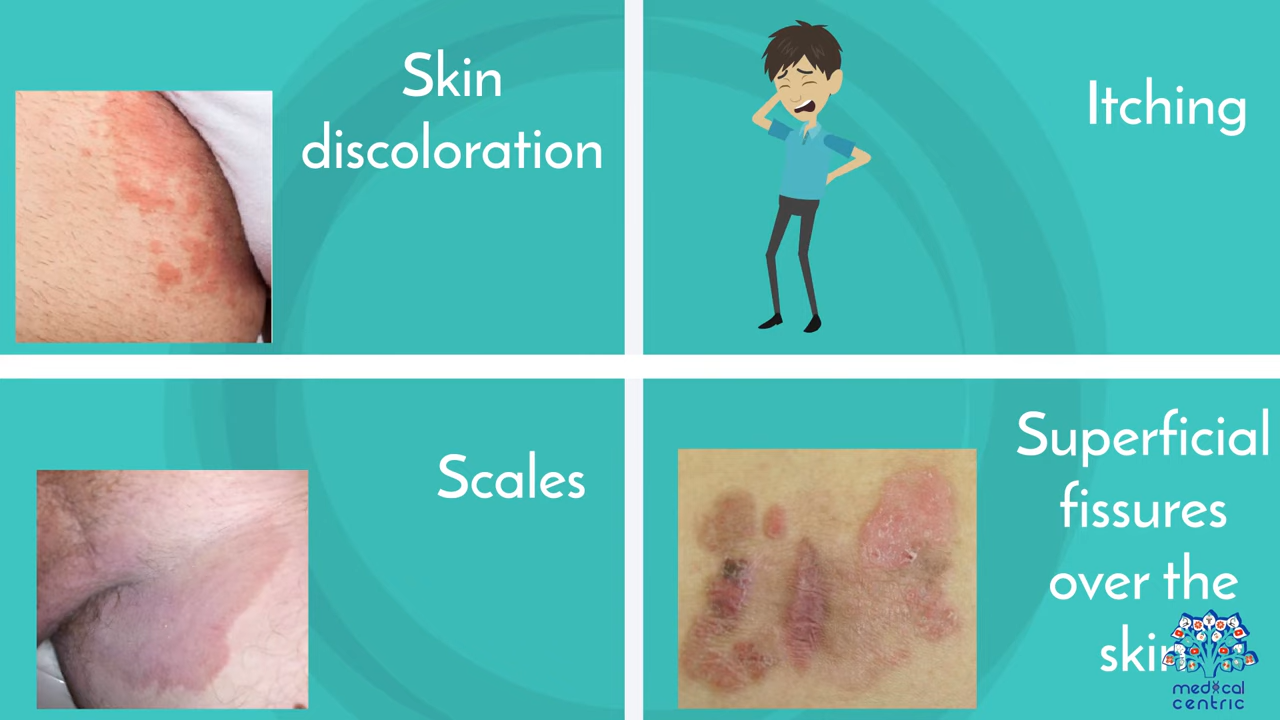 Skin
discoloration
Itching
Scales
Superficial
fissures
over the
skin
medical
centric